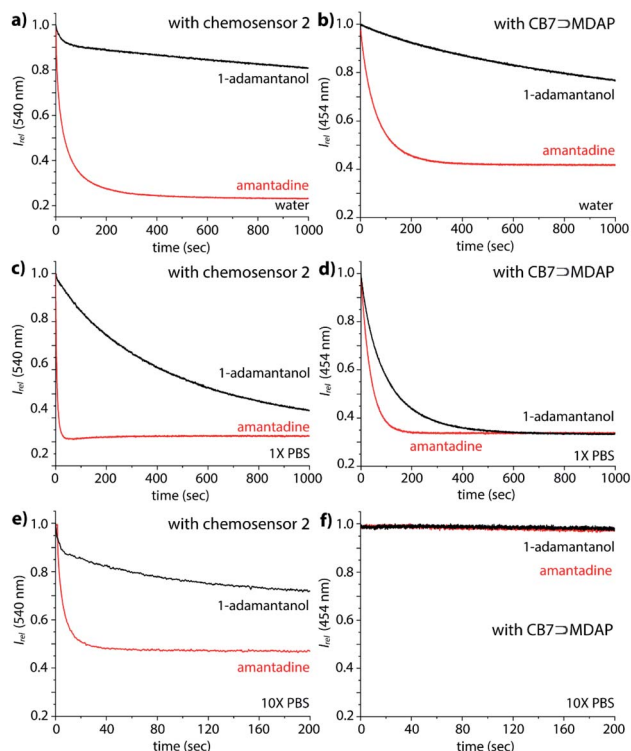 a) with chemosensor 2
1.0
0.8
0.6
0.4
0.2
Irel (540 nm)
1-adamantanol
amantadine
water
0 200 400 600 800 1000
time (sec)
b) with CB7⊃MDAP
1.0
0.8
0.6
0.4
0.2
Irel (454 nm)
1-adamantanol
amantadine
water
0 200 400 600 800 1000
time (sec)
c) with chemosensor 2
1.0
0.8
0.6
0.4
0.2
Irel (540 nm)
1-adamantanol
amantadine
1X PBS
0 200 400 600 800 1000
time (sec)
d) with CB7⊃MDAP
1.0
0.8
0.6
0.4
0.2
Irel (454 nm)
1-adamantanol
amantadine
1X PBS
0 200 400 600 800 1000
time (sec)
e) with chemosensor 2
1.0
0.8
0.6
0.4
0.2
Irel (540 nm)
1-adamantanol
amantadine
10X PBS
0 40 80 120 160 200
time (sec)
f)
1.0
0.8
0.6
0.4
0.2
Irel (454 nm)
1-adamantanol
amantadine
with CB7⊃MDAP
10X PBS
0 40 80 120 160 200
time (sec)